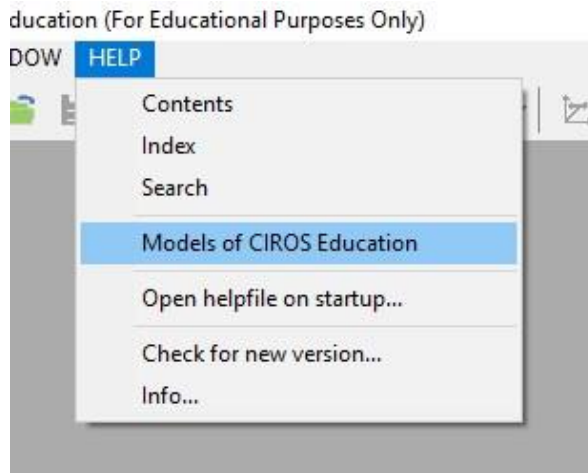 ducation (For Educational Purposes Only)
DOW HELP
Contents
Index
Search
Models of CIROS Education
Open helpfile on startup...
Check for new version...
Info...